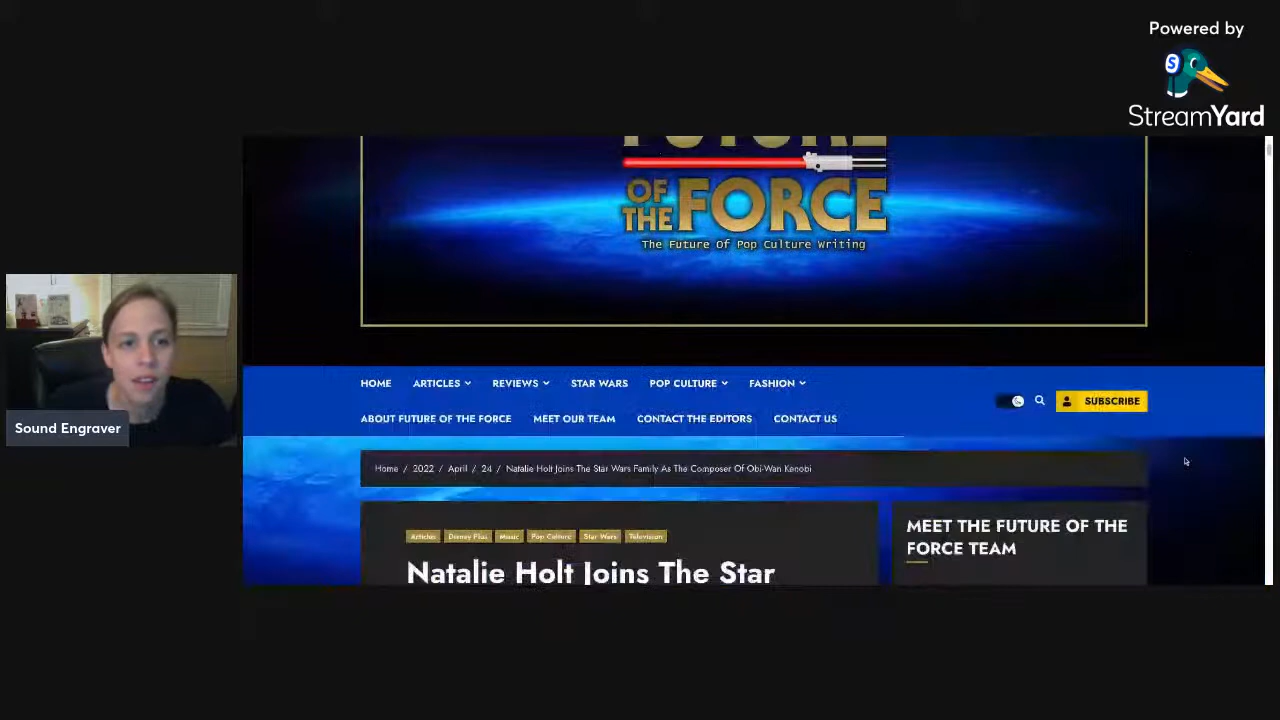 Powered by
S
StreamYard
FUTURE
OF
THE FORCE
The Future Of Pop Culture Writing
HOME ARTICLES REVIEWS STAR WARS POP CULTURE FASHION
SUBSCRIBE
ABOUT FUTURE OF THE FORCE MEET OUR TEAM CONTACT THE EDITORS CONTACT US
Sound Engraver
Home / 2022 / April / 24 / Natalie Holt Joins The Star Wars Family As The Composer Of Obi-Wan Kenobi
Articles Disney Plus Music Pop Culture Star Wars Television
Natalie Holt Joins The Star
MEET THE FUTURE OF THE
FORCE TEAM